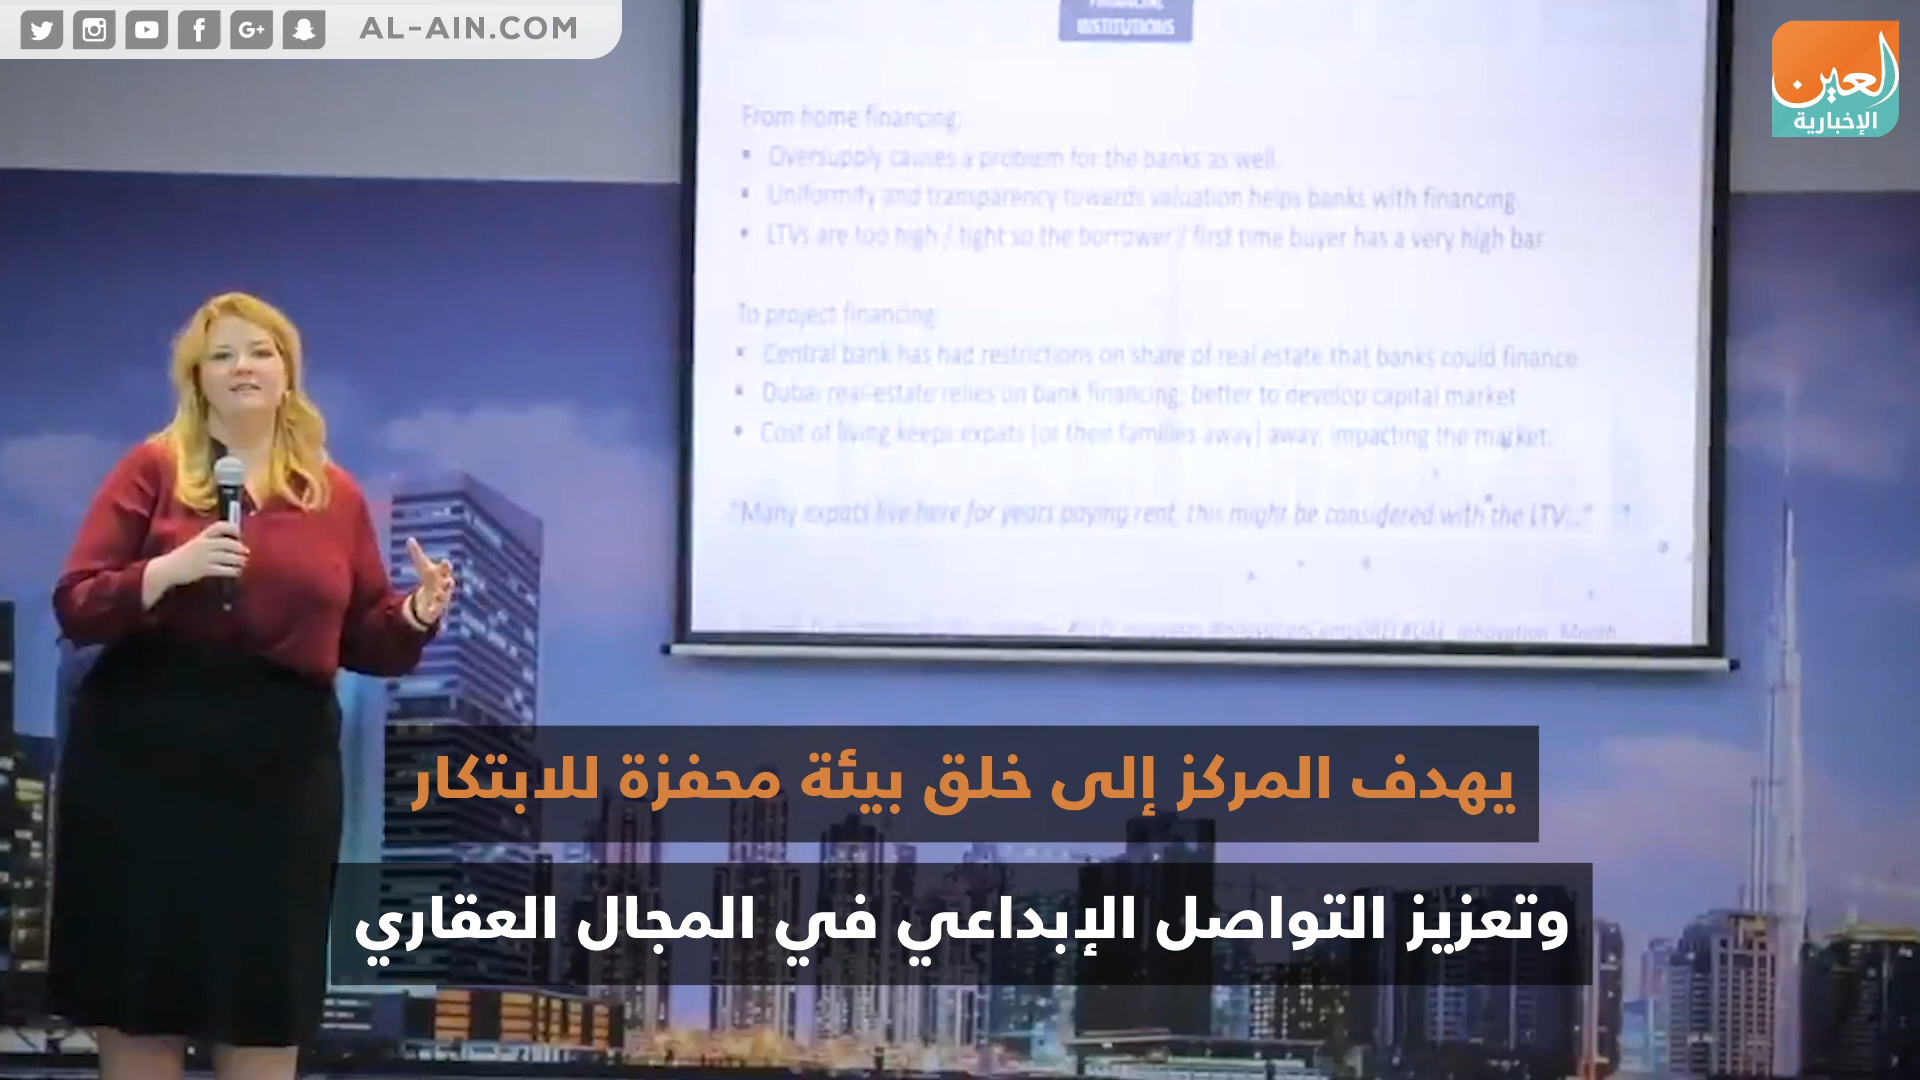 AL-AIN.COM
العين
الإخبارية
FINANCIAL
INSTITUTIONS
From home financing:
• Oversupply causes a problem for the banks as well.
• Uniformity and transparency towards valuation helps banks with financing.
• LTVs are too high / tight so the borrower / first time buyer has a very high bar
To project financing
• Central bank has had restrictions on share of real estate that banks could finance
• Dubai real-estate relies on bank financing, better to develop capital market
• Cost of living keeps expats (or their families away) away, impacting the market.
"Many expats live here for years paying rent, this might be considered with the LTV..."
يهدف المركز إلى خلق بيئة محفزة للابتكار
وتعزيز التواصل الإبداعي في المجال العقاري